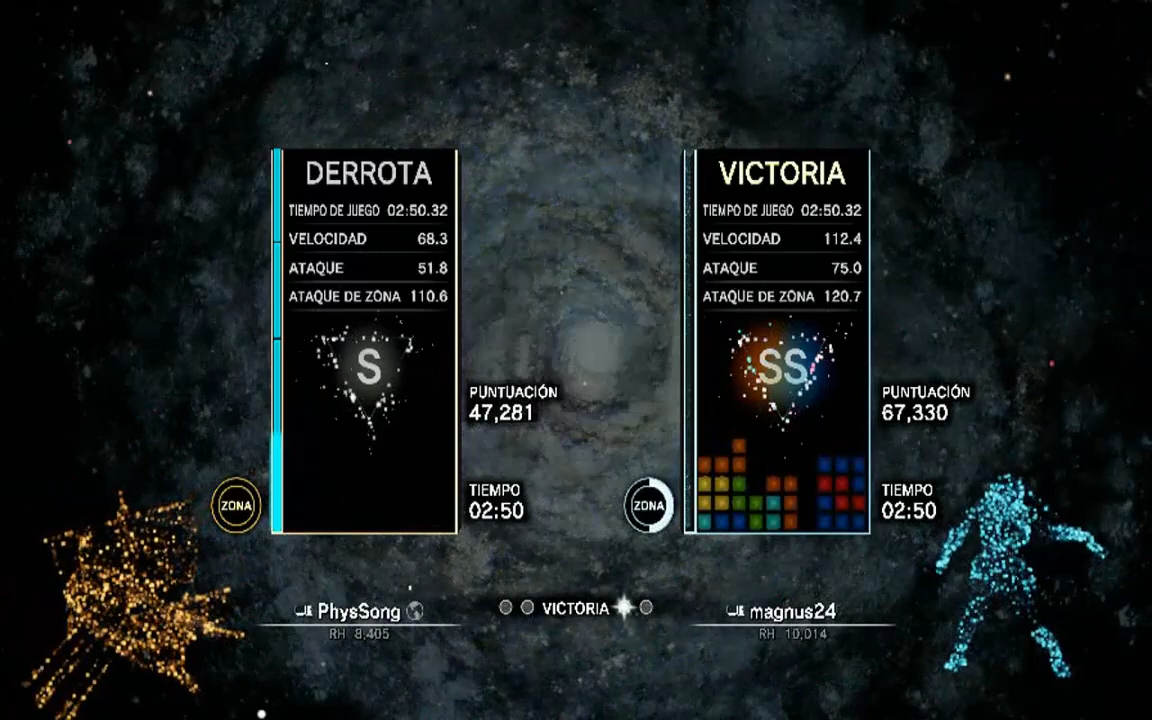 DERROTA
TIEMPO DE JUEGO 02:50.32
VELOCIDAD 68.3
ATAQUE 51.8
ATAQUE DE ZONA 110.6
S
PUNTUACIÓN
47,281
ZONA
TIEMPO
02:50
PhysSong
RH 8,405
VICTORIA
VICTORIA
TIEMPO DE JUEGO 02:50.32
VELOCIDAD 112.4
ATAQUE 75.0
ATAQUE DE ZONA 120.7
SS
PUNTUACIÓN
67,330
ZONA
TIEMPO
02:50
magnus24
RH 10,014